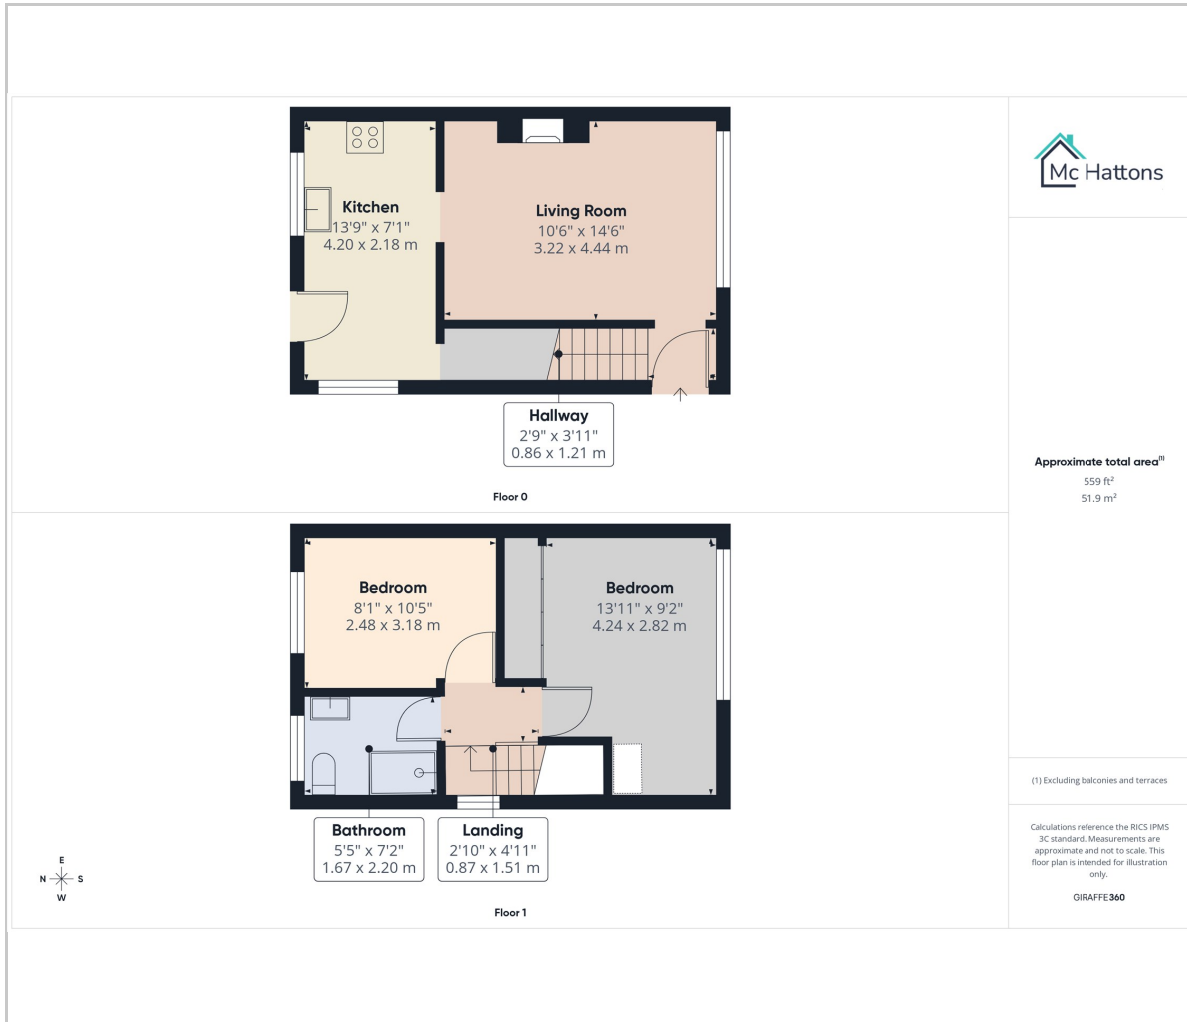 Kitchen
13'9" x 7'1"
4.20 x 2.18 m
Living Room
10'6" x 14'6"
3.22 x 4.44 m
Hallway
2'9" x 3'11"
0.86 x 1.21 m
Floor 0
Bedroom
8'1" x 10'5"
2.48 x 3.18 m
Bedroom
13'11" x 9'2"
4.24 x 2.82 m
Bathroom
5'5" x 7'2"
1.67 x 2.20 m
Landing
2'10" x 4'11"
0.87 x 1.51 m
Floor 1
E
N S
W
Mc Hattons
Approximate total area(1)
559 ft²
51.9 m²
(1) Excluding balconies and terraces
Calculations reference the RICS IPMS
3C standard. Measurements are
approximate and not to scale. This
floor plan is intended for illustration
only.
GIRAFFE360